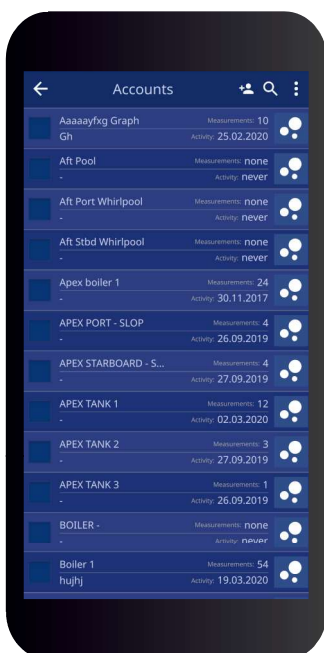 Accounts
Aaaaayfxg Graph Measurements: 10
Gh Activity: 25.02.2020
Aft Pool Measurements: none
- Activity: never
Aft Port Whirlpool Measurements: none
- Activity: never
Aft Stbd Whirlpool Measurements: none
- Activity: never
Apex boiler 1 Measurements: 24
- Activity: 30.11.2017
APEX PORT - SLOP Measurements: 4
- Activity: 26.09.2019
APEX STARBOARD - S... Measurements: 4
- Activity: 27.09.2019
APEX TANK 1 Measurements: 12
- Activity: 02.03.2020
APEX TANK 2 Measurements: 3
- Activity: 27.09.2019
APEX TANK 3 Measurements: 1
- Activity: 26.09.2019
BOILER - Measurements: none
- Activity: never
Boiler 1 Measurements: 54
hujhj Activity: 19.03.2020